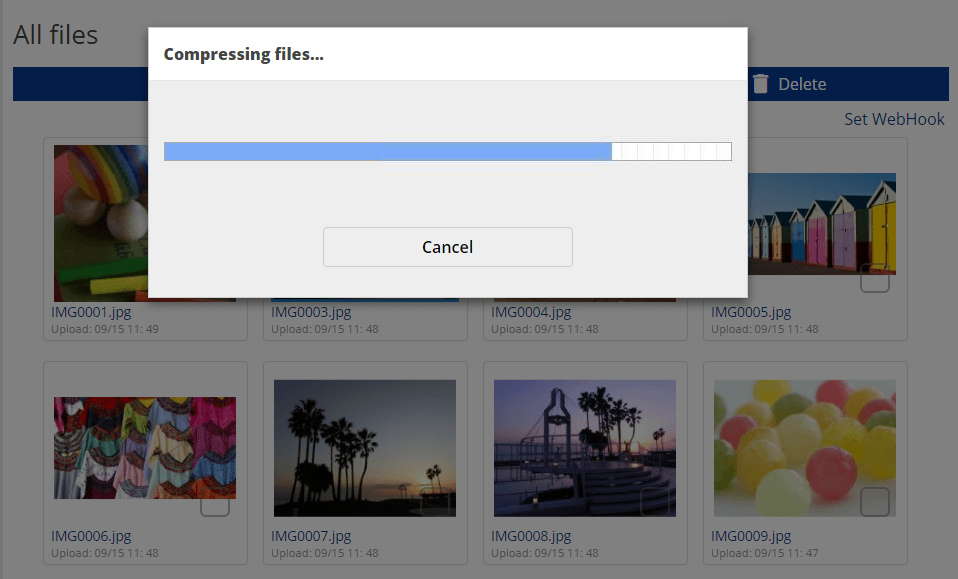 All files
Compressing files...
Delete
Set WebHook
Cancel
IMG0001.jpg
Upload: 09/15 11: 49
IMG0003.jpg
Upload: 09/15 11: 48
IMG0004.jpg
Upload: 09/15 11: 48
IMG0005.jpg
Upload: 09/15 11: 48
IMG0006.jpg
Upload: 09/15 11: 48
IMG0007.jpg
Upload: 09/15 11: 48
IMG0008.jpg
Upload: 09/15 11: 48
IMG0009.jpg
Upload: 09/15 11: 47